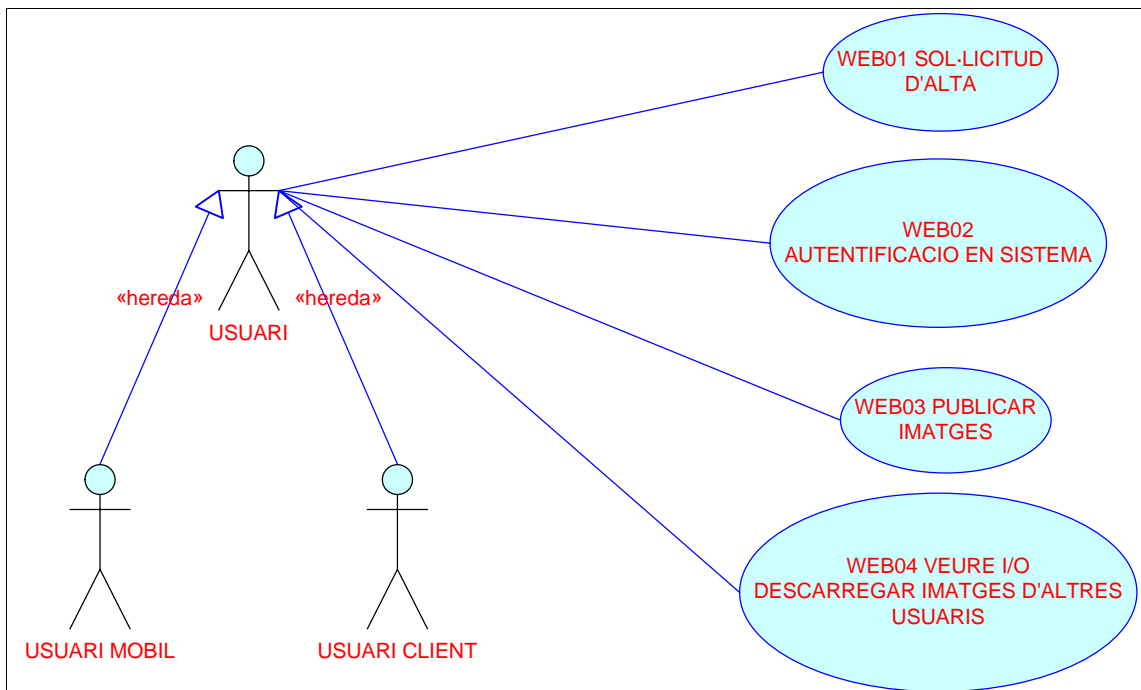 WEB01 SOL·LICITUD
D'ALTA
WEB02
AUTENTIFICACIO EN SISTEMA
«hereda»
«hereda»
USUARI
WEB03 PUBLICAR
IMATGES
WEB04 VEURE I/O
DESCARREGAR IMATGES D'ALTRES
USUARIS
USUARI MOBIL
USUARI CLIENT